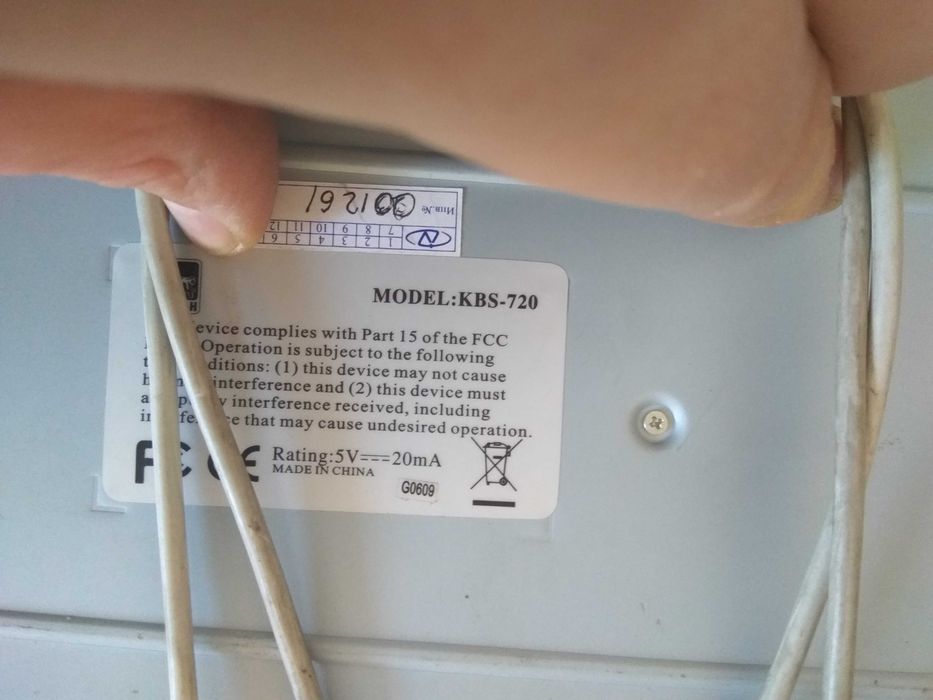 Инв.№ 301261
1 2 3 4 5 6
7 8 9 10 11 12
N
H
MODEL:KBS-720
evice complies with Part 15 of the FCC
Operation is subject to the following
ditions: (1) this device may not cause
interference and (2) this device must
interference received, including
that may cause undesired operation.
FC CE Rating:5V⎓20mA
MADE IN CHINA
G0609